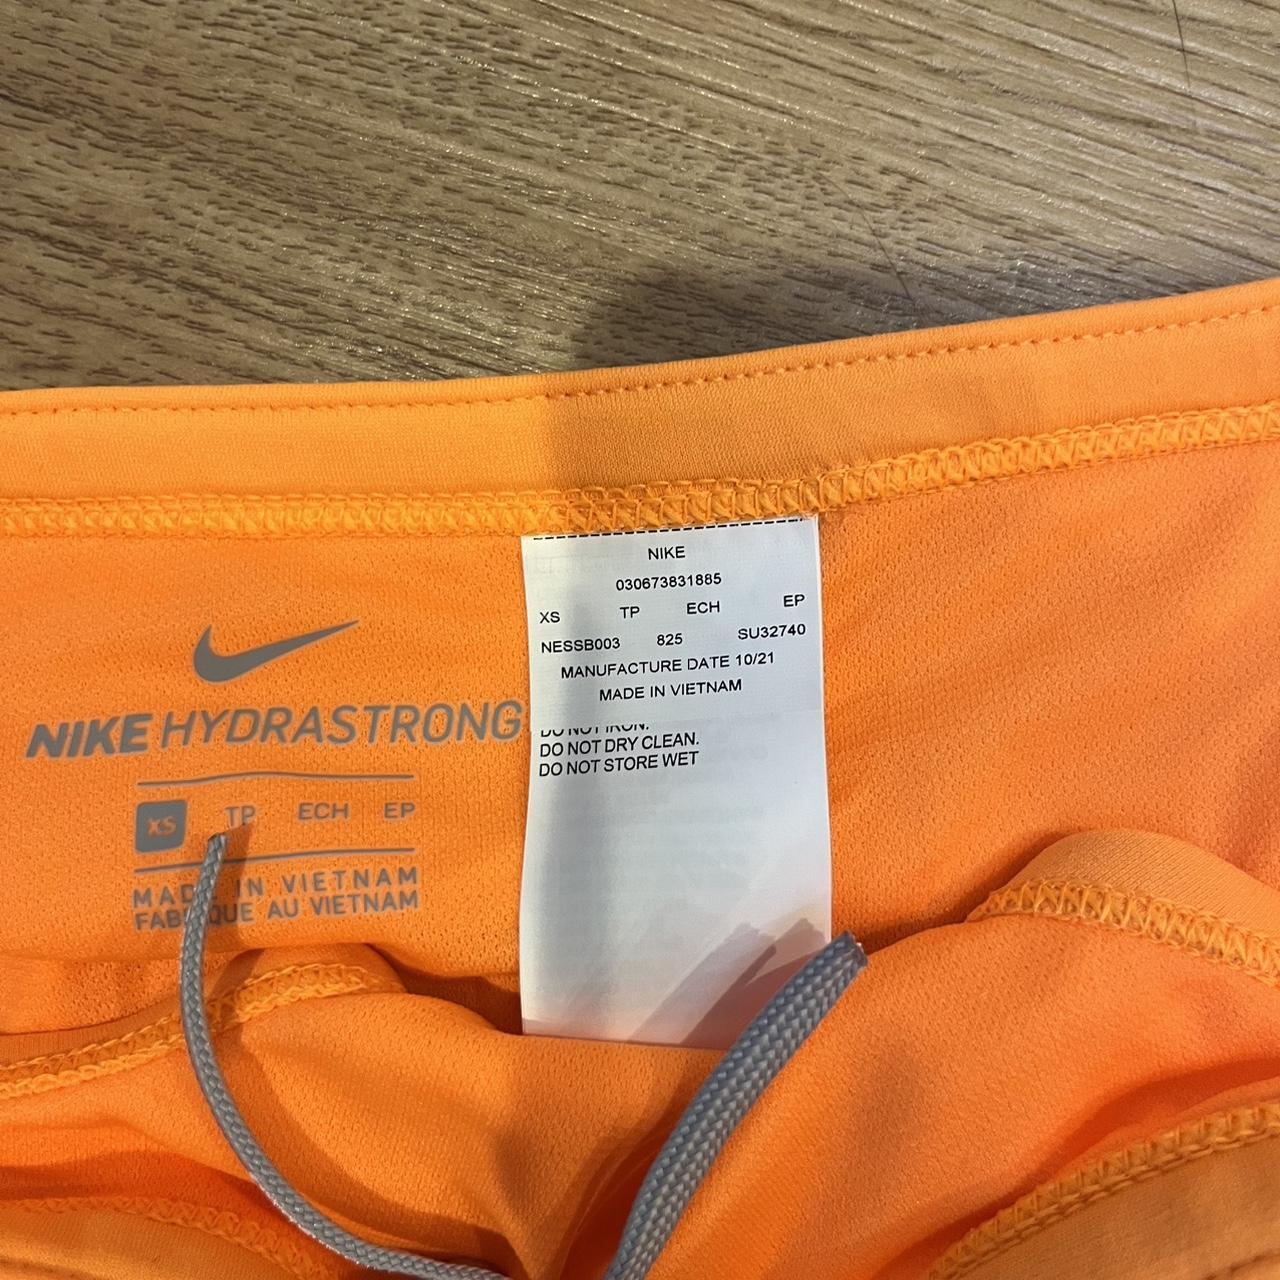 NIKE
030673831885
XS TP ECH EP
NESSB003 825 SU32740
MANUFACTURE DATE 10/21
MADE IN VIETNAM
DO NOT IRON.
DO NOT DRY CLEAN.
DO NOT STORE WET
NIKE HYDRASTRONG
XS TP ECH EP
MADE IN VIETNAM
FABRIQUE AU VIETNAM